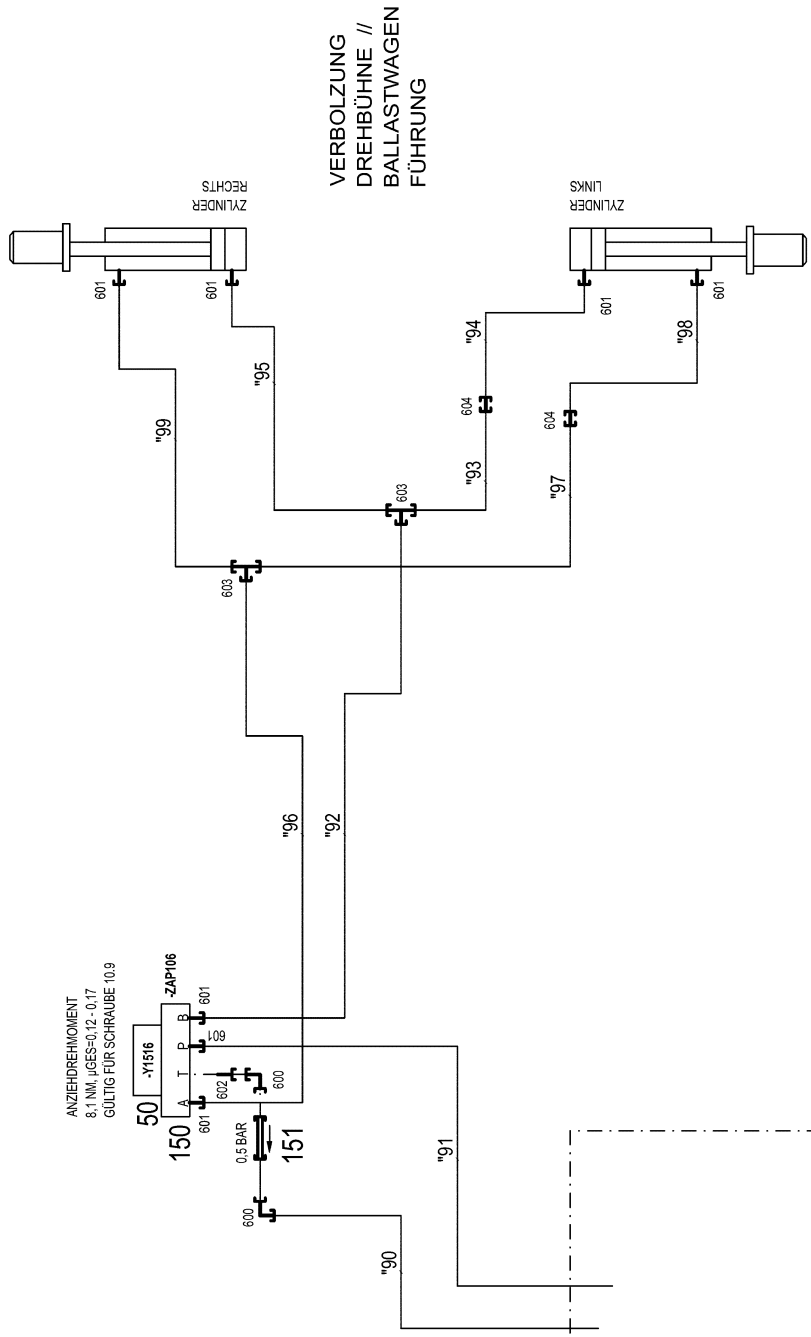 ANZIEHDREHMOMENT
8,1 NM, µGES=0,12 - 0,17
GÜLTIG FÜR SCHRAUBE 10.9
50
-Y1516
150
-ZAP106
A
T
P
B
601
602
601
601
600
0,5 BAR
151
600
"90
"91
"96
"92
603
603
"99
"95
"93
"97
604
604
"94
"98
601
601
601
601
ZYLINDER
RECHTS
ZYLINDER
LINKS
VERBOLZUNG
DREHBÜHNE //
BALLASTWAGEN
FÜHRUNG